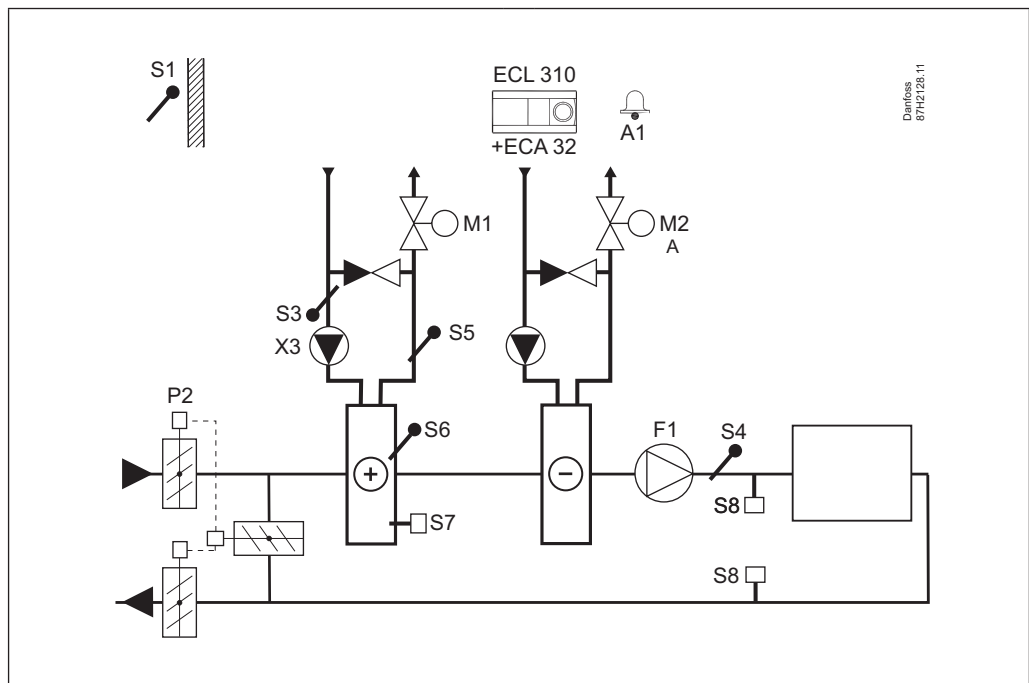 S1
ECL 310
+ECA 32
A1
Danfoss
87H2128.11
M1
M2
A
S3
X3
S5
P2
S6
F1
S4
+
−
S7
S8
S8